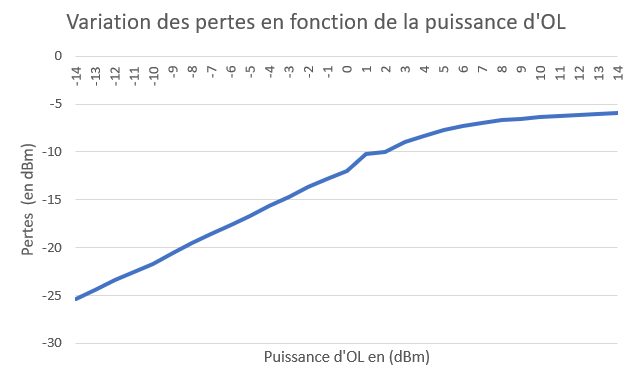 Variation des pertes en fonction de la puissance d'OL
0
-14 -13 -12 -11 -10 -9 -8 -7 -6 -5 -4 -3 -2 -1 0 1 2 3 4 5 6 7 8 9 10 11 12 13 14
-5
-10
-15
-20
-25
-30
Pertes (en dBm)
Puissance d'OL en (dBm)